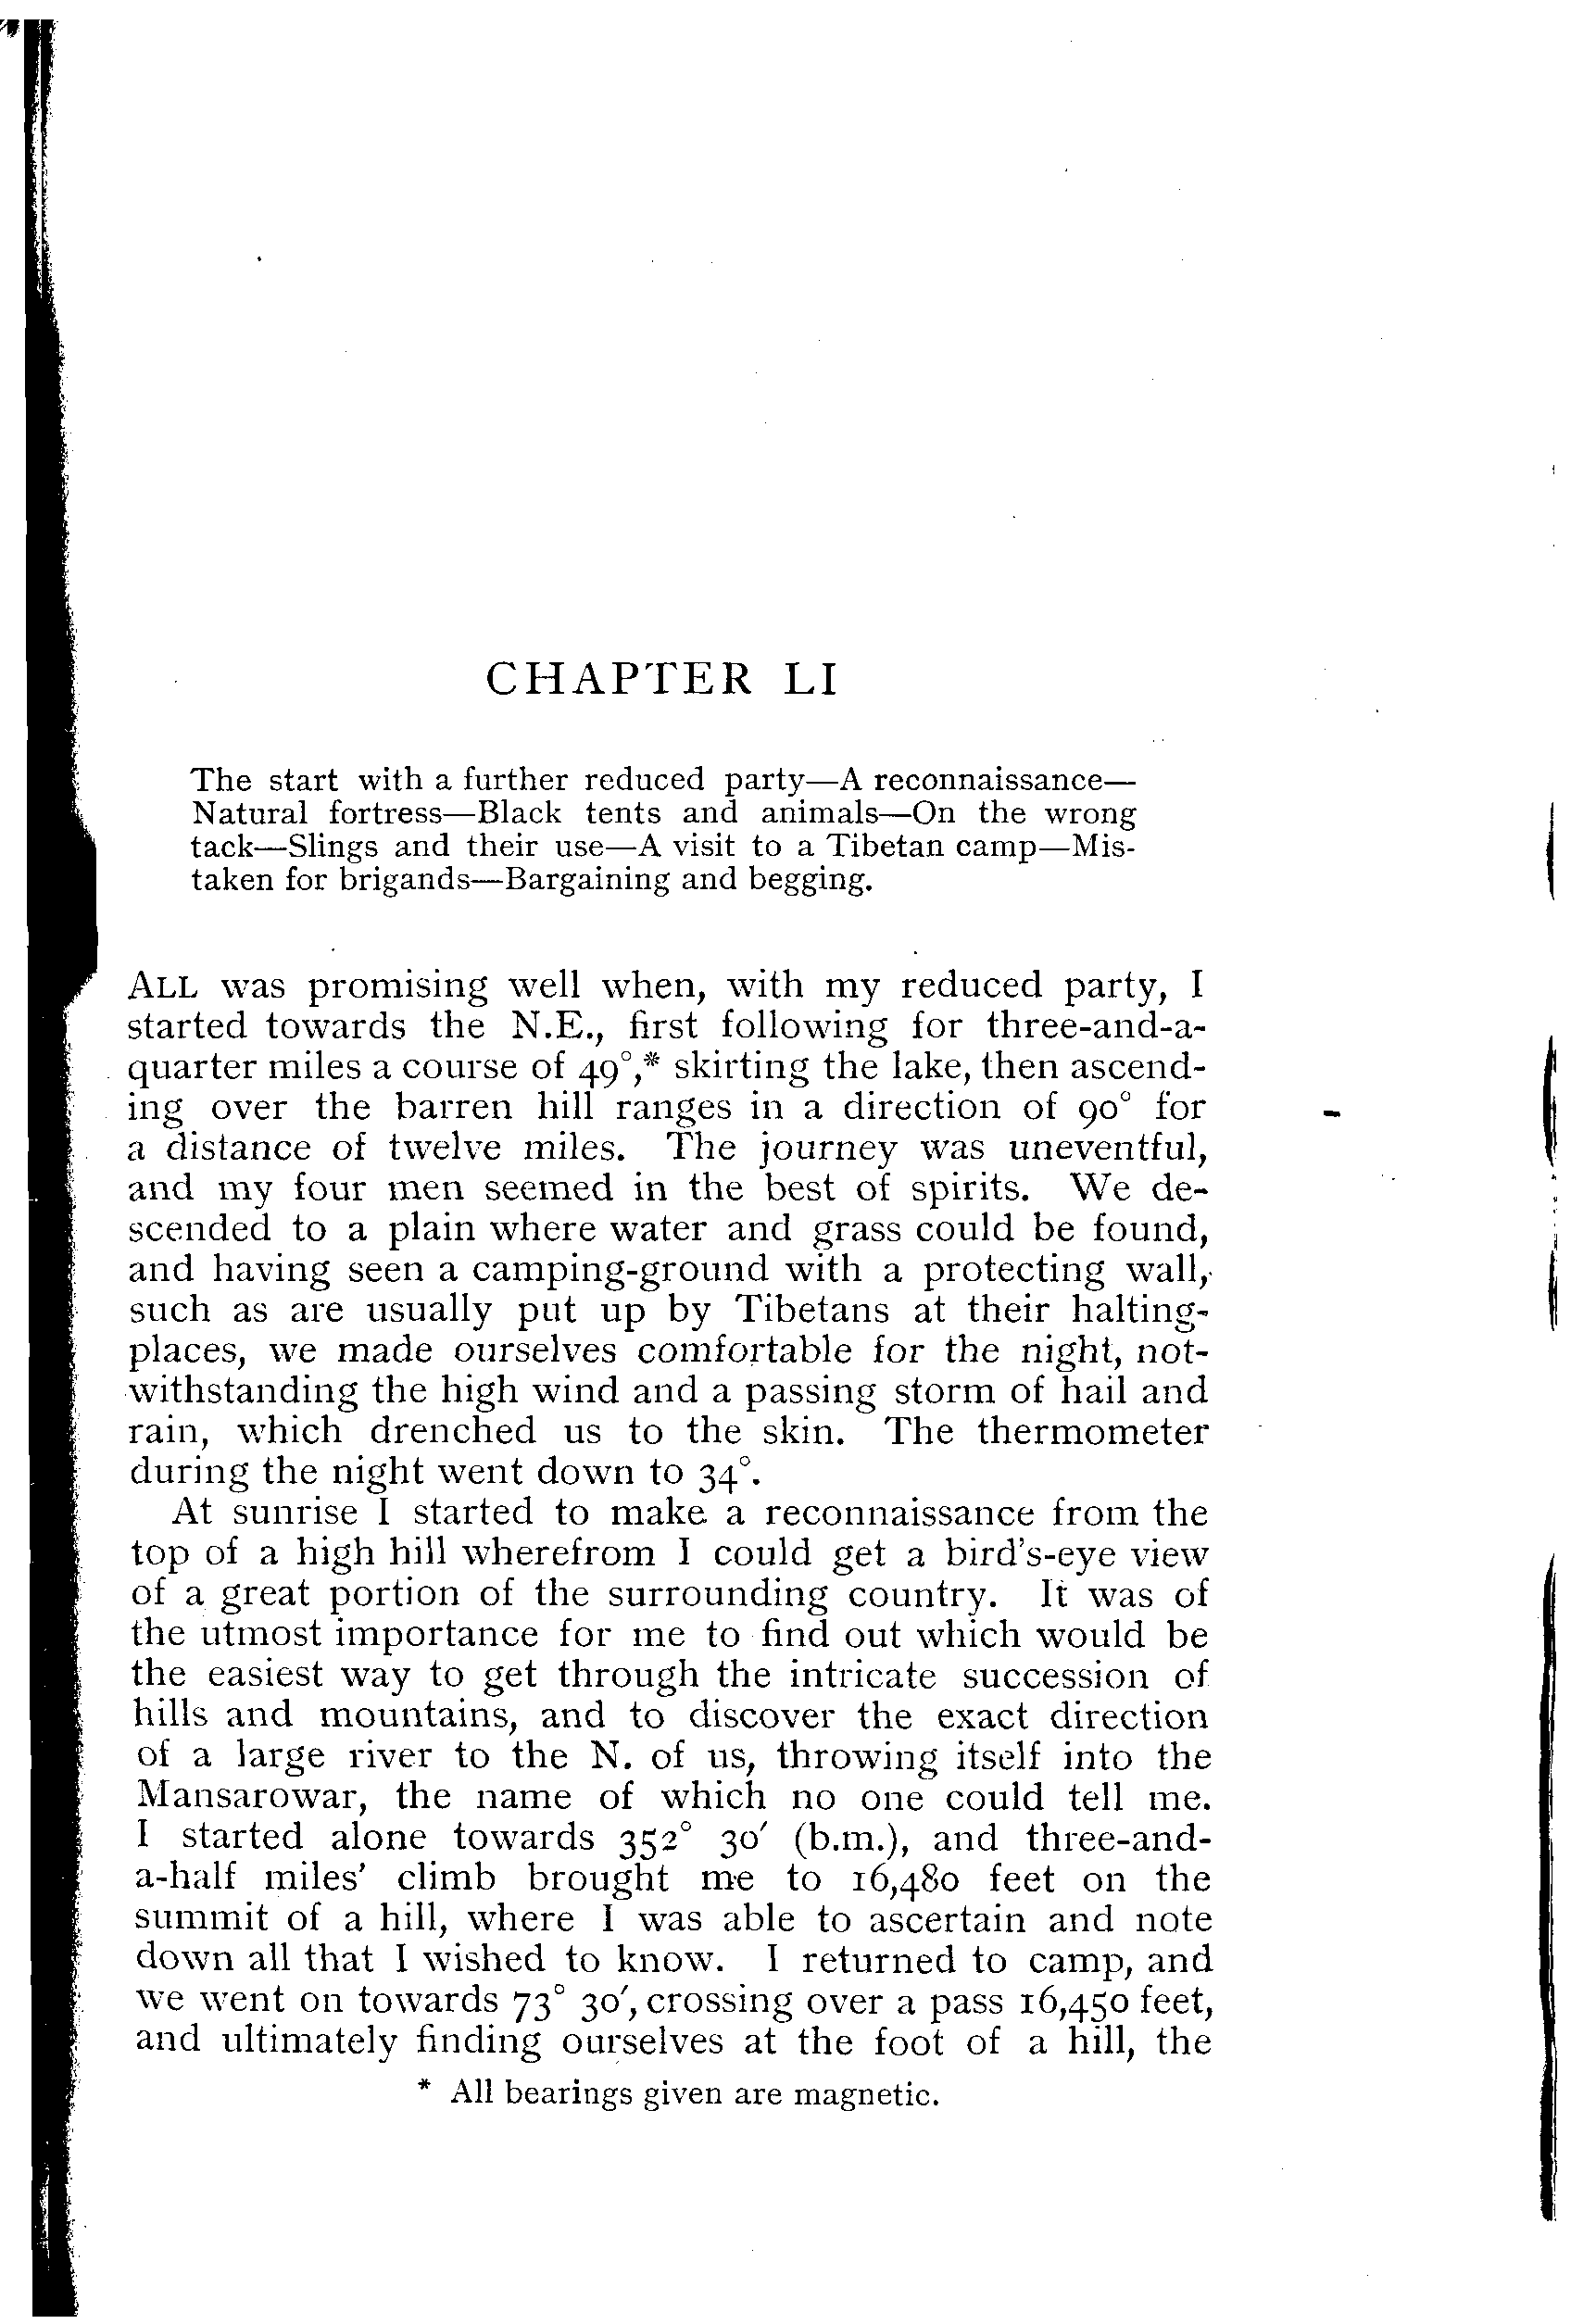 CHAPTER LI
The start with a further reduced party—A reconnaissance—
Natural fortress—Black tents and animals—On the wrong
tack—Slings and their use—A visit to a Tibetan camp—Mis-
taken for brigands—Bargaining and begging.
ALL was promising well when, with my reduced party, I
started towards the N.E., first following for three-and-a-
quarter miles a course of 49°,* skirting the lake, then ascend-
ing over the barren hill ranges in a direction of 90° for
a distance of twelve miles. The journey was uneventful,
and my four men seemed in the best of spirits. We de-
scended to a plain where water and grass could be found,
and having seen a camping-ground with a protecting wall,
such as are usually put up by Tibetans at their halting-
places, we made ourselves comfortable for the night, not-
withstanding the high wind and a passing storm of hail and
rain, which drenched us to the skin. The thermometer
during the night went down to 34°.
At sunrise I started to make a reconnaissance from the
top of a high hill wherefrom I could get a bird's-eye view
of a great portion of the surrounding country. It was of
the utmost importance for me to find out which would be
the easiest way to get through the intricate succession of
hills and mountains, and to discover the exact direction
of a large river to the N. of us, throwing itself into the
Mansarowar, the name of which no one could tell me.
I started alone towards 352° 30′ (b.m.), and three-and-
a-half miles' climb brought me to 16,480 feet on the
summit of a hill, where I was able to ascertain and note
down all that I wished to know. I returned to camp, and
we went on towards 73° 30′, crossing over a pass 16,450 feet,
and ultimately finding ourselves at the foot of a hill, the
* All bearings given are magnetic.